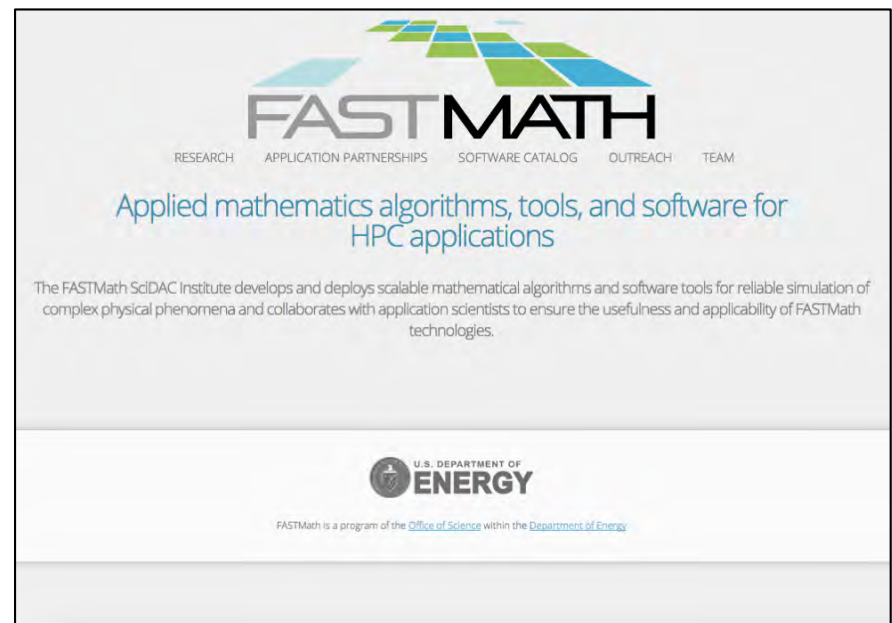 FASTMATH
RESEARCH APPLICATION PARTNERSHIPS SOFTWARE CATALOG OUTREACH TEAM
Applied mathematics algorithms, tools, and software for
HPC applications
The FASTMath SciDAC Institute develops and deploys scalable mathematical algorithms and software tools for reliable simulation of
complex physical phenomena and collaborates with application scientists to ensure the usefulness and applicability of FASTMath
technologies.
U.S. DEPARTMENT OF
ENERGY
FASTMath is a program of the Office of Science within the Department of Energy